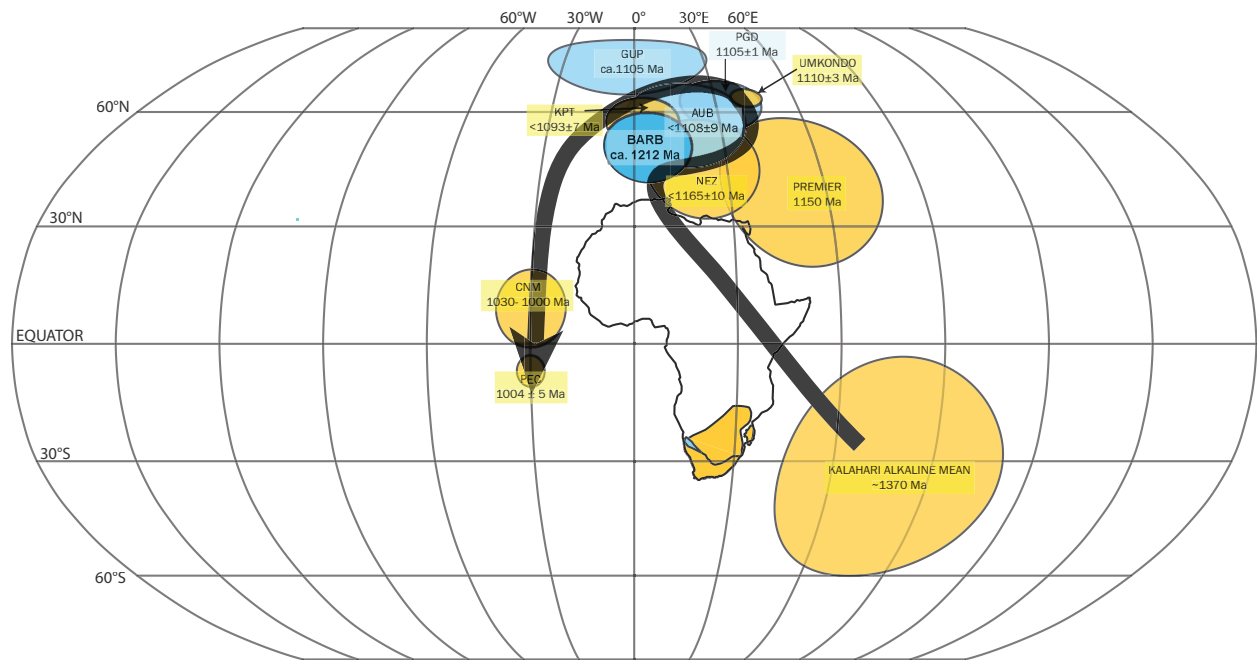 60°W 30°W 0° 30°E 60°E
PGD
1105±1 Ma
GUP
ca.1105 Ma
UMKONDO
1110±3 Ma
60°N
KPT
<1093±7 Ma
AUB
<1108±9 Ma
BARB
ca. 1212 Ma
NEZ
<1165±10 Ma
PREMIER
1150 Ma
30°N
CNM
1030- 1000 Ma
EQUATOR
PEC
1004 ± 5 Ma
30°S
KALAHARI ALKALINE MEAN
~1370 Ma
60°S